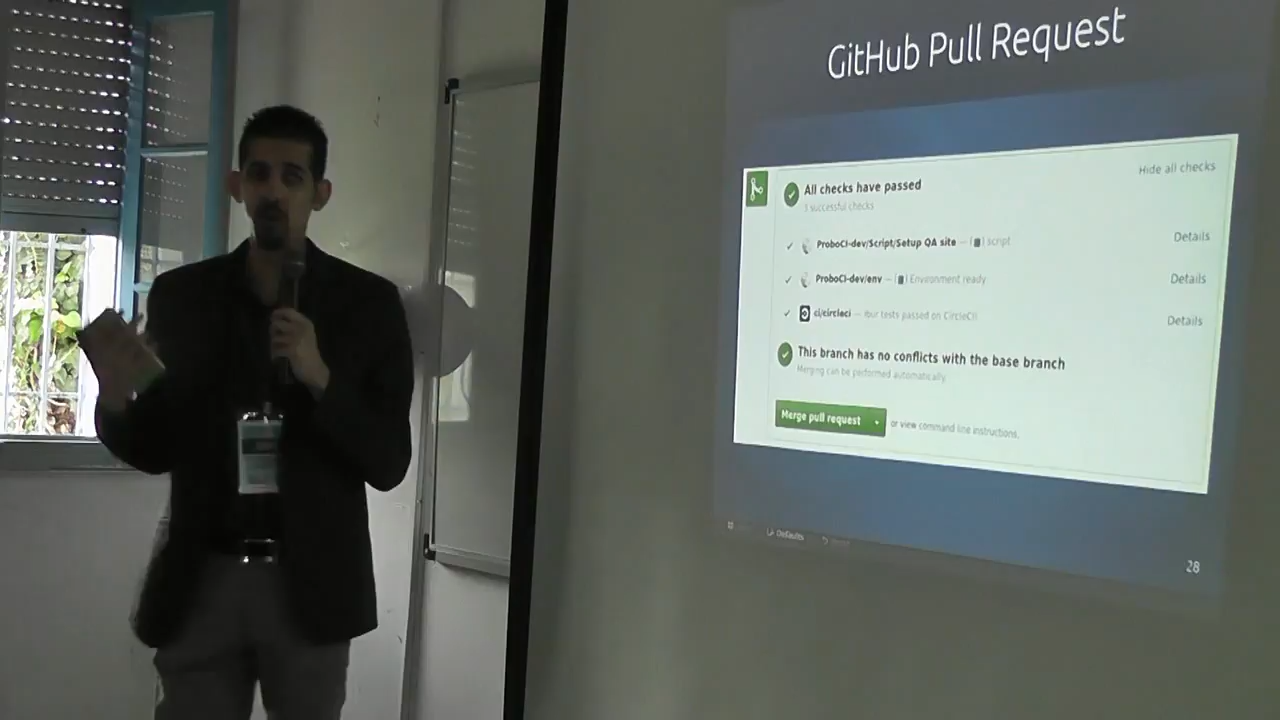 GitHub Pull Request
All checks have passed
Hide all checks
3 successful checks
ProboCI-dev/Script/Setup QA site — script
Details
ProboCI-dev/env — Environment ready
Details
ci/circleci — Your tests passed on CircleCI!
Details
This branch has no conflicts with the base branch
Merging can be performed automatically.
Merge pull request
or view command line instructions.
Defaults
28